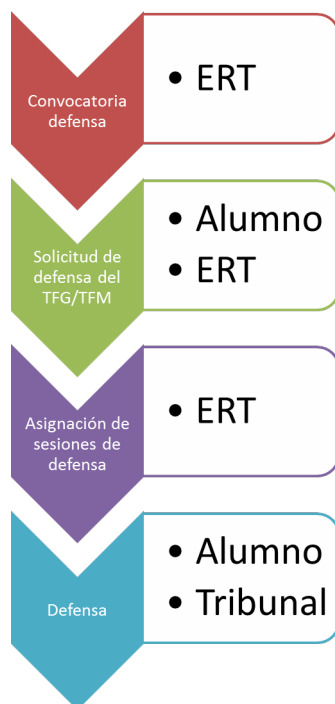 Convocatoria
defensa
• ERT
Solicitud de
defensa del
TFG/TFM
• Alumno
• ERT
Asignación de
sesiones de
defensa
• ERT
Defensa
• Alumno
• Tribunal